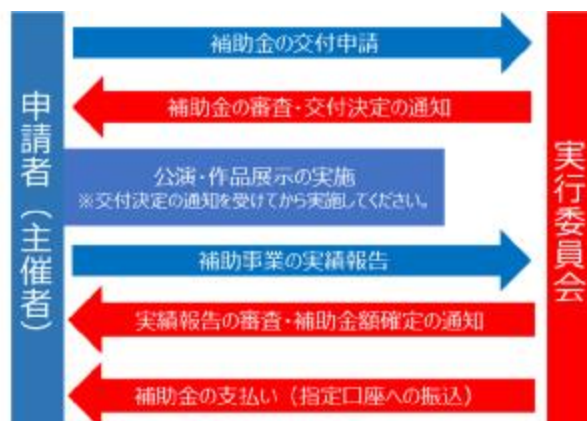 申請者（主催者）
補助金の交付申請
補助金の審査・交付決定の通知
公演・作品展示の実施
※交付決定の通知を受けてから実施してください。
補助事業の実績報告
実績報告の審査・補助金額確定の通知
補助金の支払い（指定口座への振込）
実行委員会